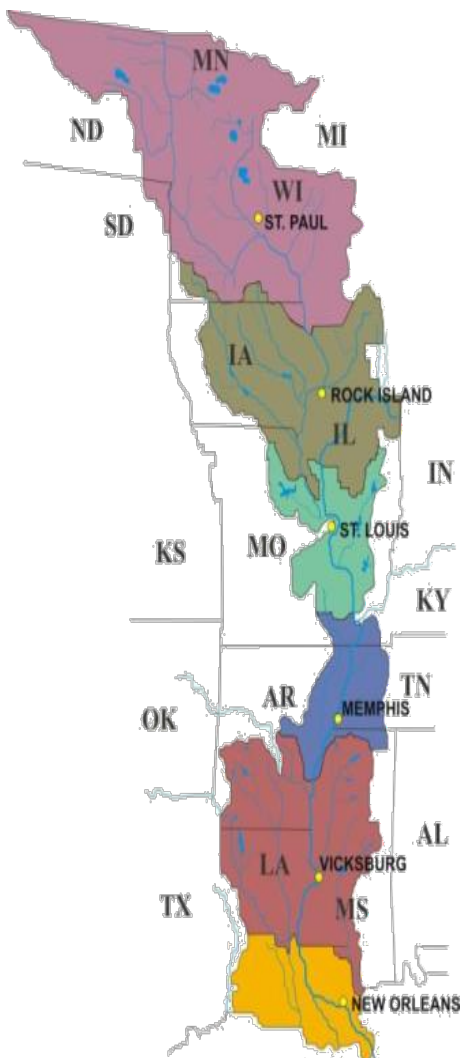 MN
ND
MI
WI
SD
ST. PAUL
IA
ROCK ISLAND
IL
IN
ST. LOUIS
KS
MO
KY
TN
AR
MEMPHIS
OK
AL
LA
VICKSBURG
TX
MS
NEW ORLEANS